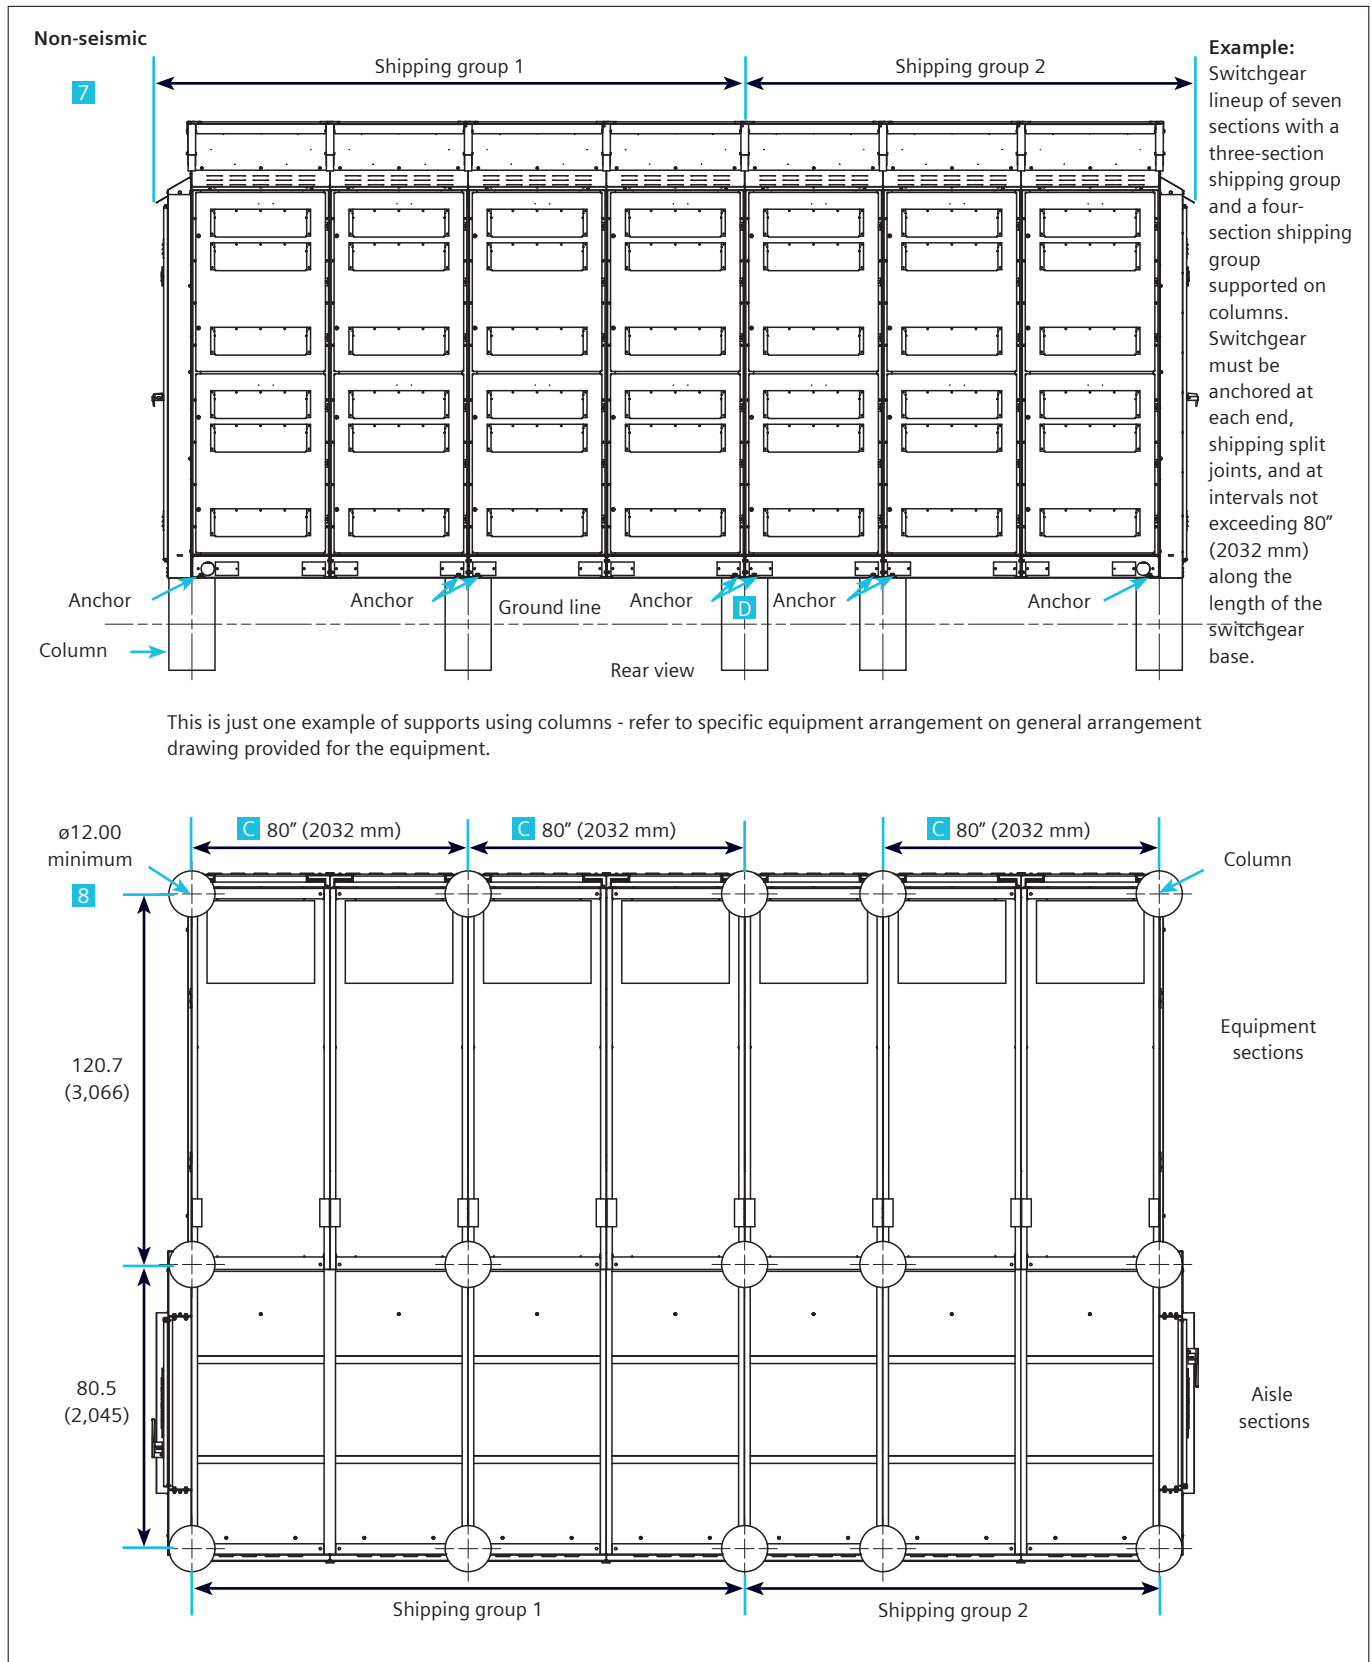 Non-seismic
7
Shipping group 1
Shipping group 2
Example:
Switchgear
lineup of seven
sections with a
three-section
shipping group
and a four-
section shipping
group
supported on
columns.
Switchgear
must be
anchored at
each end,
shipping split
joints, and at
intervals not
exceeding 80”
(2032 mm)
along the
length of the
switchgear
base.
Anchor
Anchor
Ground line
Anchor
D
Anchor
Anchor
Column
Rear view
This is just one example of supports using columns - refer to specific equipment arrangement on general arrangement
drawing provided for the equipment.
ø12.00
minimum
8
C 80” (2032 mm)
C 80” (2032 mm)
C 80” (2032 mm)
Column
120.7
(3,066)
Equipment
sections
80.5
(2,045)
Aisle
sections
Shipping group 1
Shipping group 2